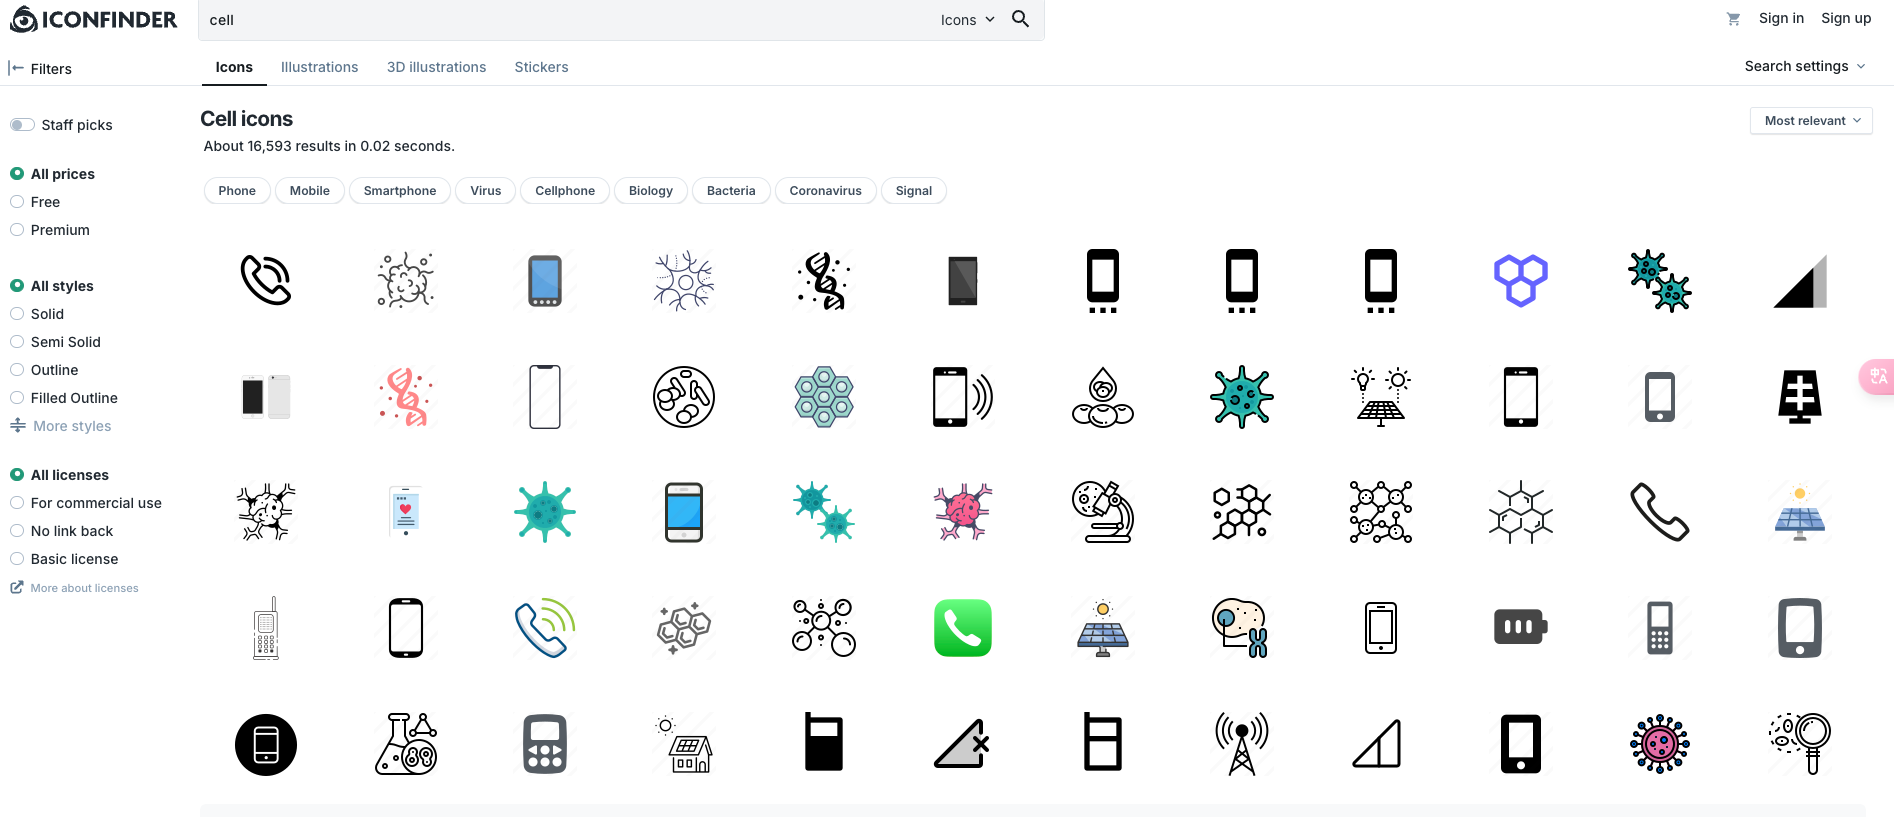 ICONFINDER
cell
Icons
Sign in
Sign up
Filters
Icons
Illustrations
3D illustrations
Stickers
Search settings
Staff picks
All prices
Free
Premium
All styles
Solid
Semi Solid
Outline
Filled Outline
More styles
All licenses
For commercial use
No link back
Basic license
More about licenses
Cell icons
Most relevant
About 16,593 results in 0.02 seconds.
Phone
Mobile
Smartphone
Virus
Cellphone
Biology
Bacteria
Coronavirus
Signal